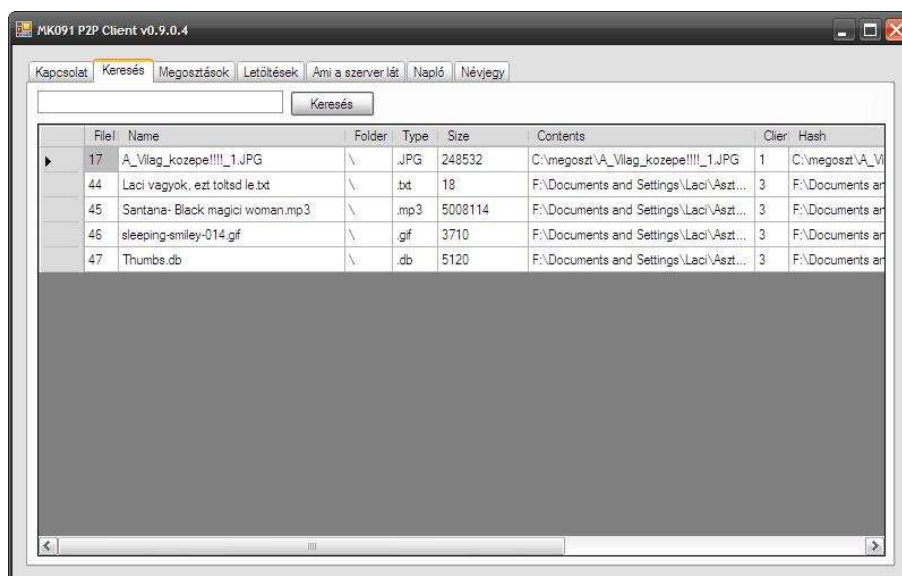 MK091 P2P Client v0.9.0.4
Kapcsolat Keresés Megosztások Letöltések Ami a szerver lát Napló Névjegy
Keresés
FileI Name Folder Type Size Contents Clier Hash
17 A_Vilag_kozepe!!!!_1.JPG \ .JPG 248532 C:\megoszt\A_Vilag_kozepe!!!!_1.JPG 1 C:\megoszt\A_Vi
44 Laci vagyok, ezt toltsd le.txt \ .txt 18 F:\Documents and Settings\Laci\Aszt... 3 F:\Documents ar
45 Santana- Black magici woman.mp3 \ .mp3 5008114 F:\Documents and Settings\Laci\Aszt... 3 F:\Documents ar
46 sleeping-smiley-014.gif \ .gif 3710 F:\Documents and Settings\Laci\Aszt... 3 F:\Documents ar
47 Thumbs.db \ .db 5120 F:\Documents and Settings\Laci\Aszt... 3 F:\Documents ar